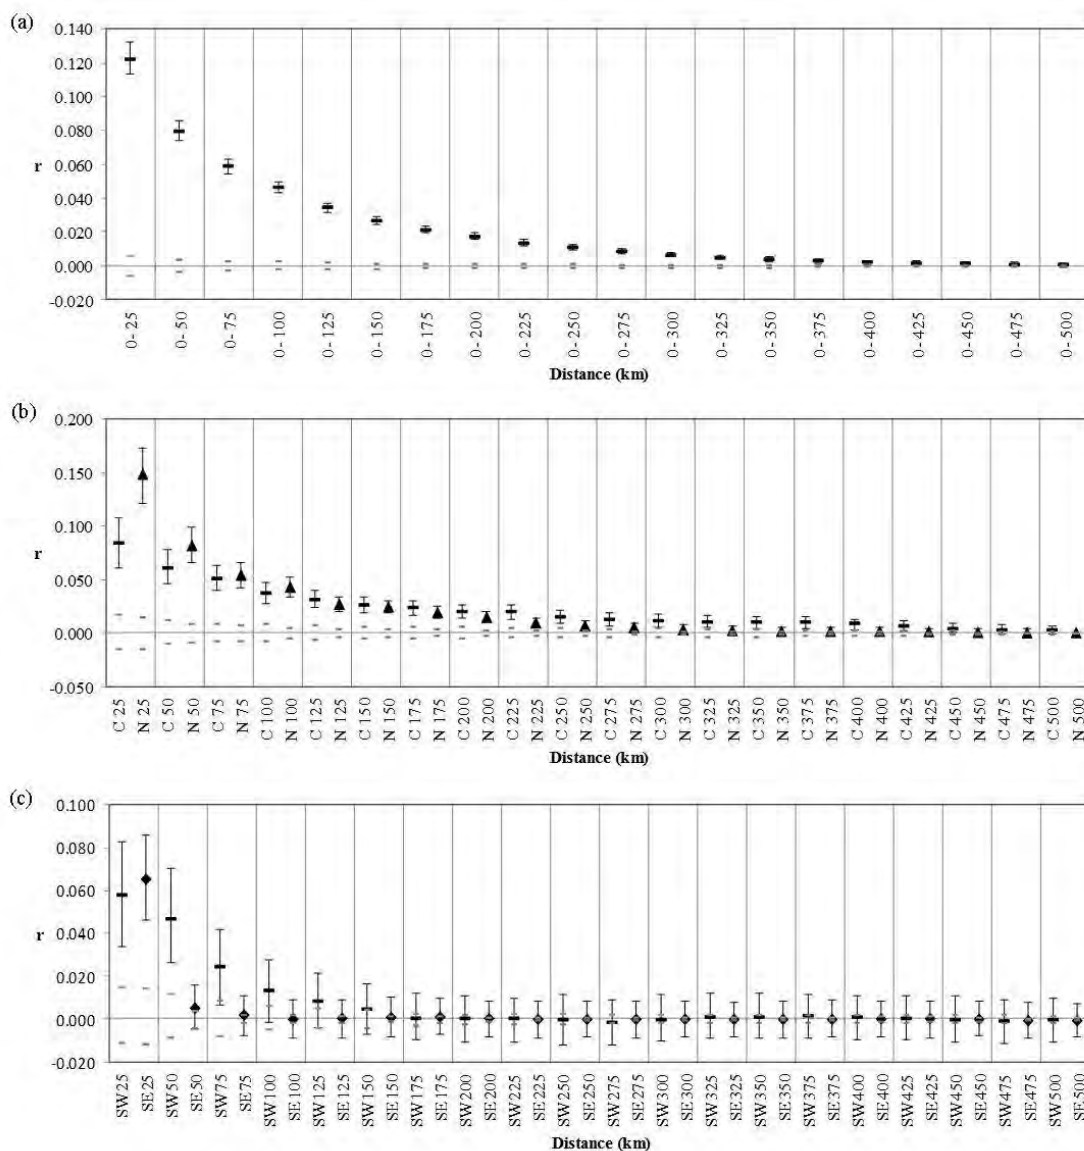 (a)
0.140
0.120
0.100
0.080
0.060
r
0.040
0.020
0.000
-0.020
0- 25
0- 50
0- 75
0- 100
0- 125
0- 150
0- 175
0- 200
0- 225
0- 250
0- 275
0- 300
0- 325
0- 350
0- 375
0- 400
0- 425
0- 450
0- 475
0- 500
Distance (km)
(b)
0.200
0.150
0.100
r
0.050
0.000
-0.050
C 25
N 25
C 50
N 50
C 75
N 75
C 100
N 100
C 125
N 125
C 150
N 150
C 175
N 175
C 200
N 200
C 225
N 225
C 250
N 250
C 275
N 275
C 300
N 300
C 325
N 325
C 350
N 350
C 375
N 375
C 400
N 400
C 425
N 425
C 450
N 450
C 475
N 475
C 500
N 500
Distance (km)
(c)
0.100
0.080
0.060
0.040
r
0.020
0.000
-0.020
SW25
SE25
SW50
SE50
SW75
SE75
SW100
SE100
SW125
SE125
SW150
SE150
SW175
SE175
SW200
SE200
SW225
SE225
SW250
SE250
SW275
SE275
SW300
SE300
SW325
SE325
SW350
SE350
SW375
SE375
SW400
SE400
SW425
SE425
SW450
SE450
SW475
SE475
SW500
SE500
Distance (km)